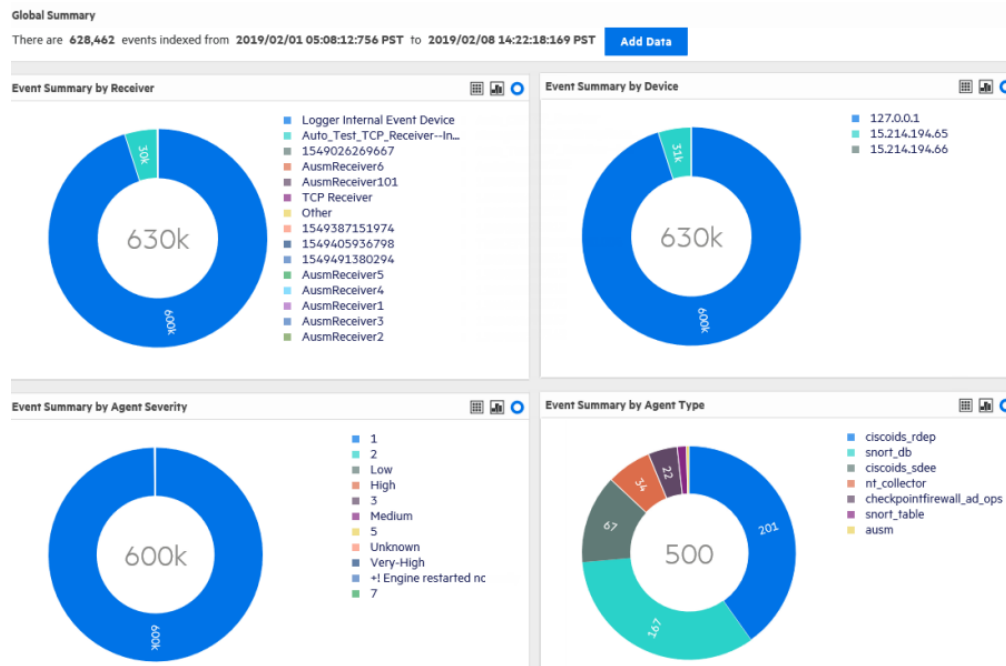 Global Summary
There are 628,462 events indexed from 2019/02/01 05:08:12:756 PST to 2019/02/08 14:22:18:169 PST Add Data
Event Summary by Receiver
30k
630k
600k
Logger Internal Event Device
Auto_Test_TCP_Receiver--In...
1549026269667
AusmReceiver6
AusmReceiver101
TCP Receiver
Other
1549387151974
1549405936798
1549491380294
AusmReceiver5
AusmReceiver4
AusmReceiver1
AusmReceiver3
AusmReceiver2
Event Summary by Device
31k
630k
600k
127.0.0.1
15.214.194.65
15.214.194.66
Event Summary by Agent Severity
600k
600k
1
2
Low
High
3
Medium
5
Unknown
Very-High
+! Engine restarted nc
7
Event Summary by Agent Type
22
34
67
201
500
167
ciscoids_rdep
snort_db
ciscoids_sdee
nt_collector
checkpointfirewall_ad_ops
snort_table
ausm